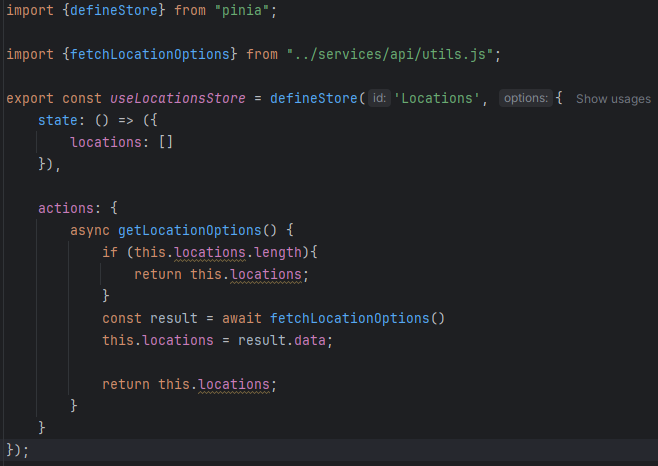 import {defineStore} from "pinia";

import {fetchLocationOptions} from "../services/api/utils.js";

export const useLocationsStore = defineStore( id: 'Locations', options: { Show usages
    state: () => ({
        locations: []
    }),

    actions: {
        async getLocationOptions() {
            if (this.locations.length){
                return this.locations;
            }
            const result = await fetchLocationOptions()
            this.locations = result.data;

            return this.locations;
        }
    }
});